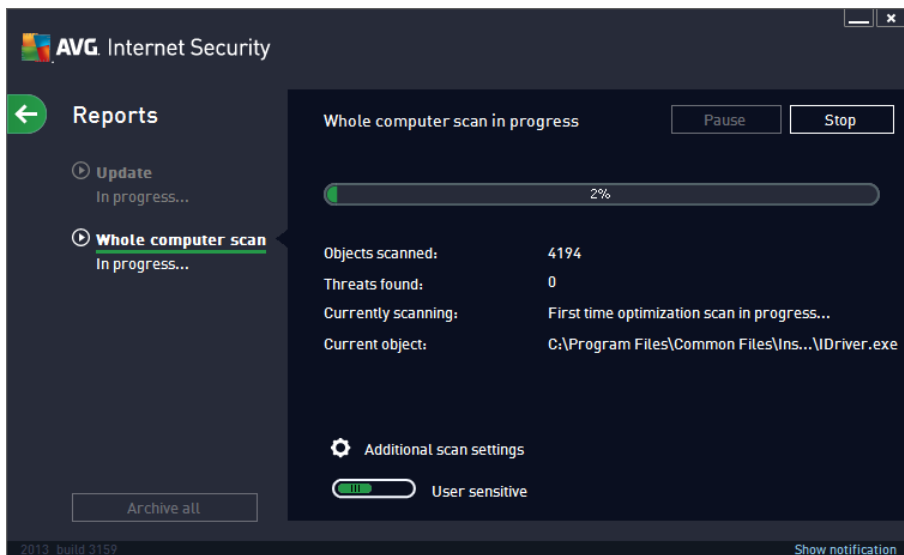 AVG. Internet Security
Reports
Update
In progress...
Whole computer scan
In progress...
Archive all
Whole computer scan in progress
Pause
Stop
2%
Objects scanned: 4194
Threats found: 0
Currently scanning: First time optimization scan in progress...
Current object: C:\Program Files\Common Files\Ins...\IDriver.exe
Additional scan settings
User sensitive
2013 build 3159
Show notification